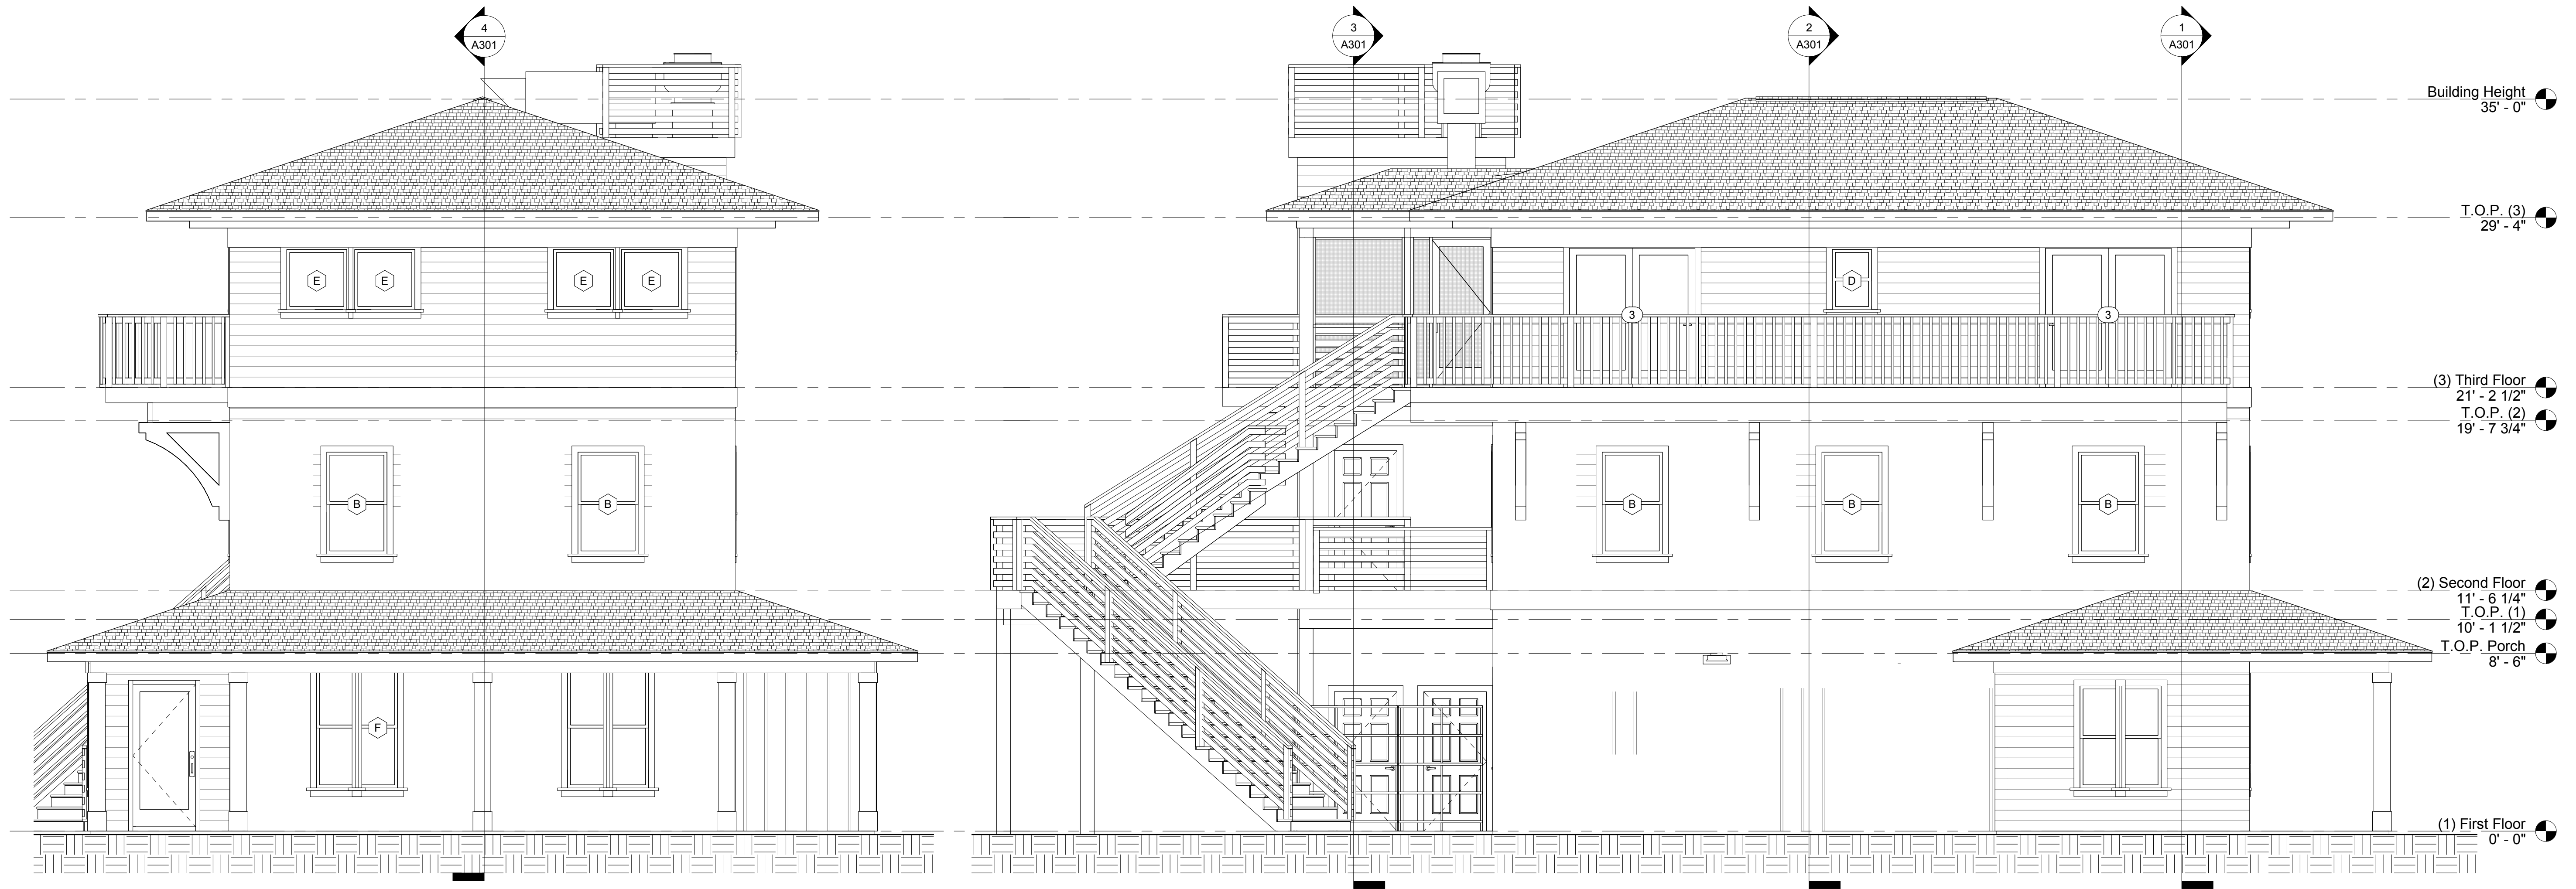 4
A301
3
A301
2
A301
1
A301
Building Height
35' - 0"
T.O.P. (3)
29' - 4"
E
E
E
E
D
3
3
(3) Third Floor
21' - 2 1/2"
T.O.P. (2)
19' - 7 3/4"
B
B
B
B
B
(2) Second Floor
11' - 6 1/4"
T.O.P. (1)
10' - 1 1/2"
T.O.P. Porch
8' - 6"
F
(1) First Floor
0' - 0"